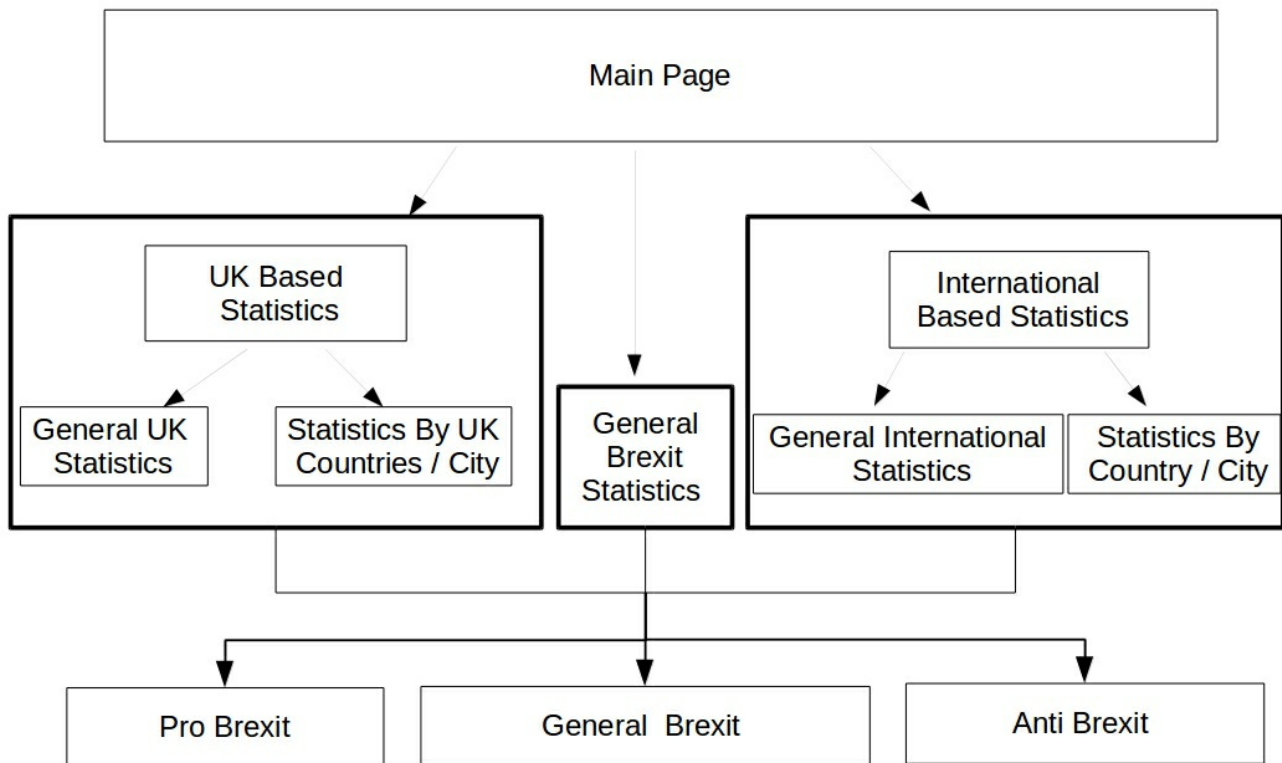 Main Page
UK Based
Statistics
International
Based Statistics
General UK
Statistics
Statistics By UK
Countries / City
General
Brexit
Statistics
General International
Statistics
Statistics By
Country / City
Pro Brexit
General  Brexit
Anti Brexit